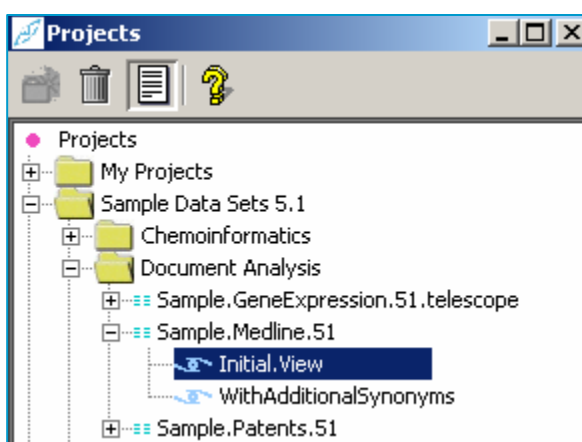 Projects
Projects
My Projects
Sample Data Sets 5.1
Chemoinformatics
Document Analysis
Sample.GeneExpression.51.telescope
Sample.Medline.51
Initial.View
WithAdditionalSynonyms
Sample.Patents.51